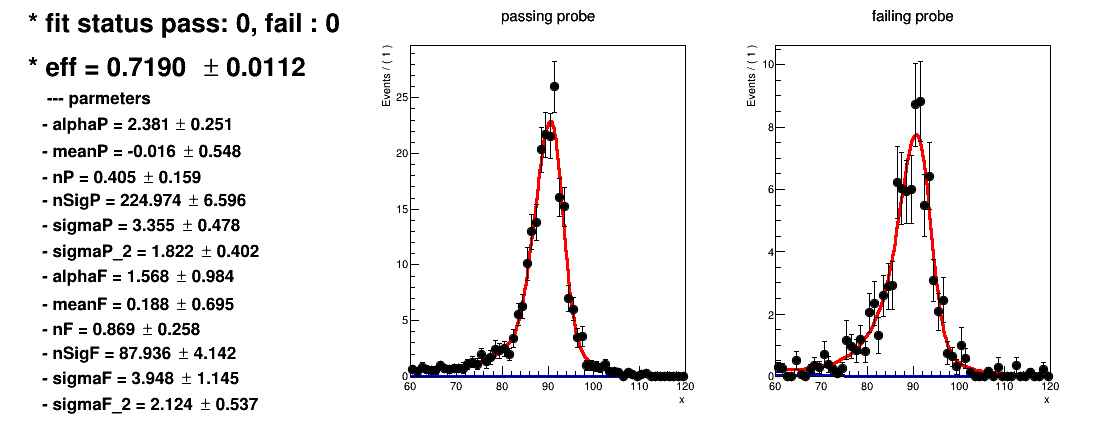 * fit status pass: 0, fail : 0
* eff = 0.7190 ± 0.0112
--- parmeters
- alphaP = 2.381 ± 0.251
- meanP = -0.016 ± 0.548
- nP = 0.405 ± 0.159
- nSigP = 224.974 ± 6.596
- sigmaP = 3.355 ± 0.478
- sigmaP_2 = 1.822 ± 0.402
- alphaF = 1.568 ± 0.984
- meanF = 0.188 ± 0.695
- nF = 0.869 ± 0.258
- nSigF = 87.936 ± 4.142
- sigmaF = 3.948 ± 1.145
- sigmaF_2 = 2.124 ± 0.537
passing probe
Events / ( 1 )
25
20
15
10
5
0
60 70 80 90 100 110 120
x
failing probe
Events / ( 1 )
10
8
6
4
2
0
60 70 80 90 100 110 120
x